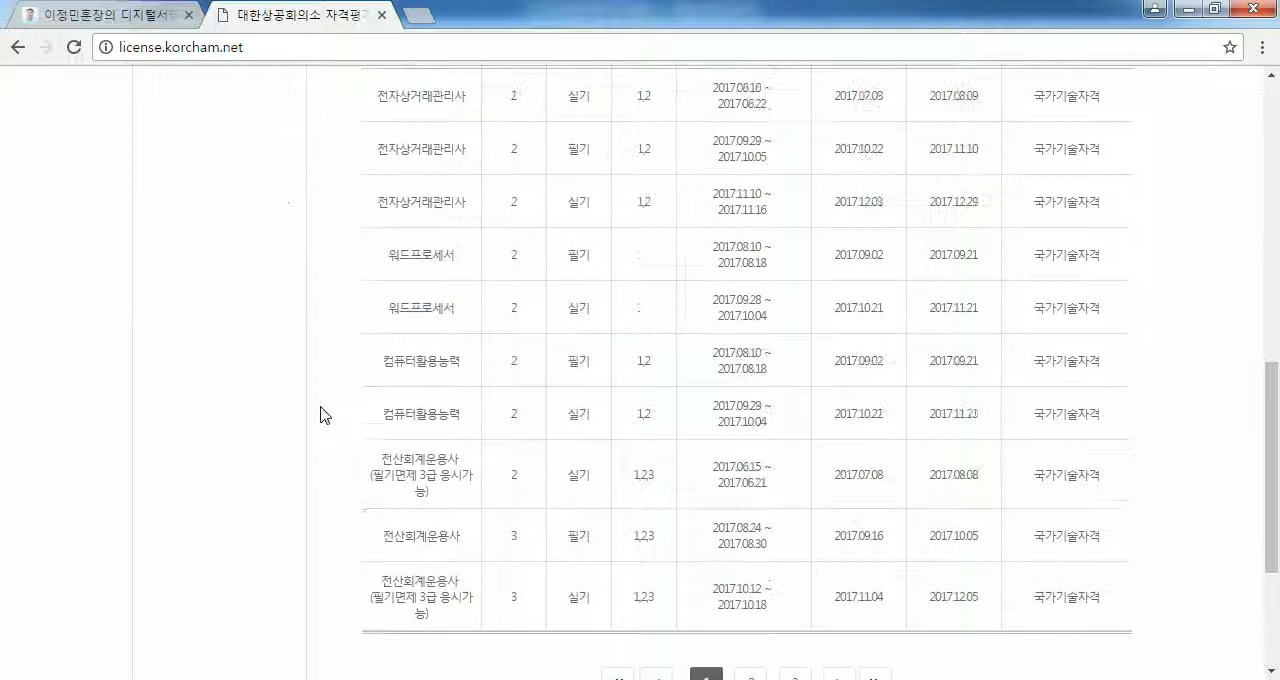 이정민훈장의 디지털서
대한상공회의소 자격평
license.korcham.net
전자상거래관리사 2 실기 1,2 2017.06.16 ~ 2017.06.22 2017.07.08 2017.08.09 국가기술자격
전자상거래관리사 2 필기 1,2 2017.09.29 ~ 2017.10.05 2017.10.22 2017.11.10 국가기술자격
전자상거래관리사 2 실기 1,2 2017.11.10 ~ 2017.11.16 2017.12.03 2017.12.29 국가기술자격
워드프로세서 2 필기 2017.08.10 ~ 2017.08.18 2017.09.02 2017.09.21 국가기술자격
워드프로세서 2 실기 2017.09.28 ~ 2017.10.04 2017.10.21 2017.11.21 국가기술자격
컴퓨터활용능력 2 필기 1,2 2017.08.10 ~ 2017.08.18 2017.09.02 2017.09.21 국가기술자격
컴퓨터활용능력 2 실기 1,2 2017.09.28 ~ 2017.10.04 2017.10.21 2017.11.21 국가기술자격
전산회계운용사 (필기면제 3급 응시가능) 2 실기 1,2,3 2017.06.15 ~ 2017.06.21 2017.07.08 2017.08.08 국가기술자격
전산회계운용사 3 필기 1,2,3 2017.08.24 ~ 2017.08.30 2017.09.16 2017.10.05 국가기술자격
전산회계운용사 (필기면제 3급 응시가능) 3 실기 1,2,3 2017.10.12 ~ 2017.10.18 2017.11.04 2017.12.05 국가기술자격